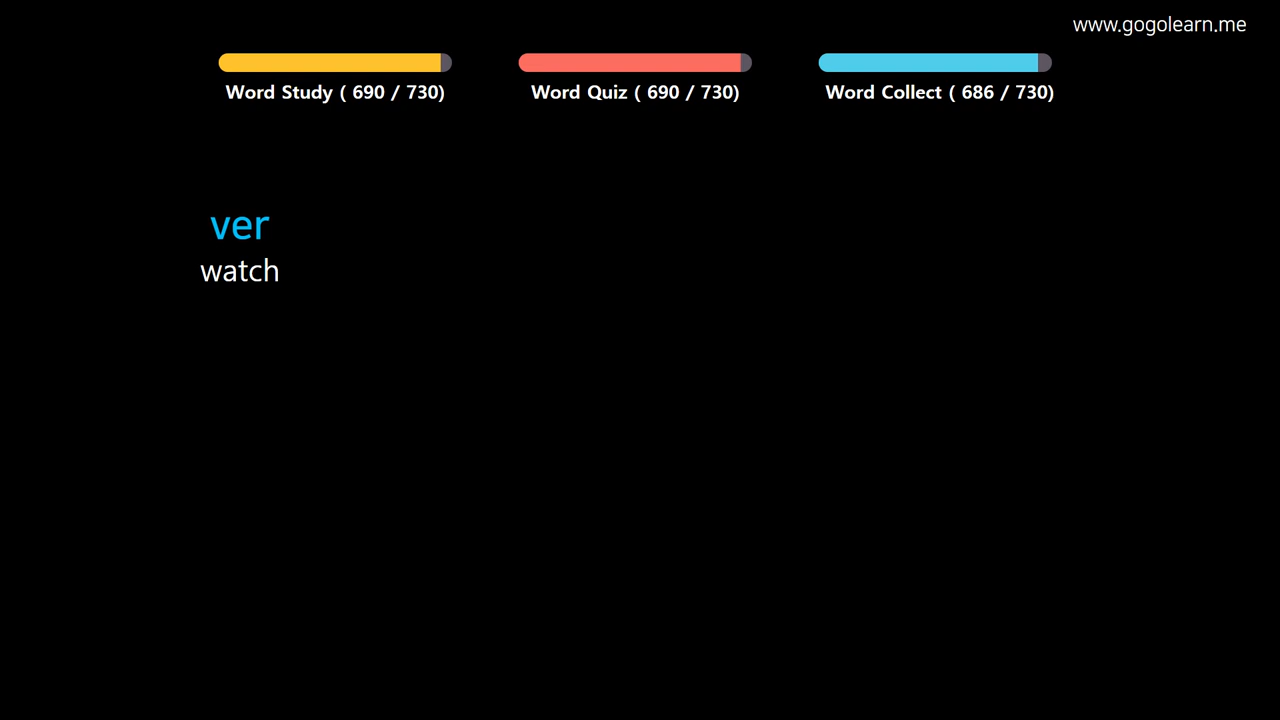 www.gogolearn.me
Word Study ( 690 / 730)
Word Quiz ( 690 / 730)
Word Collect ( 686 / 730)
ver
watch